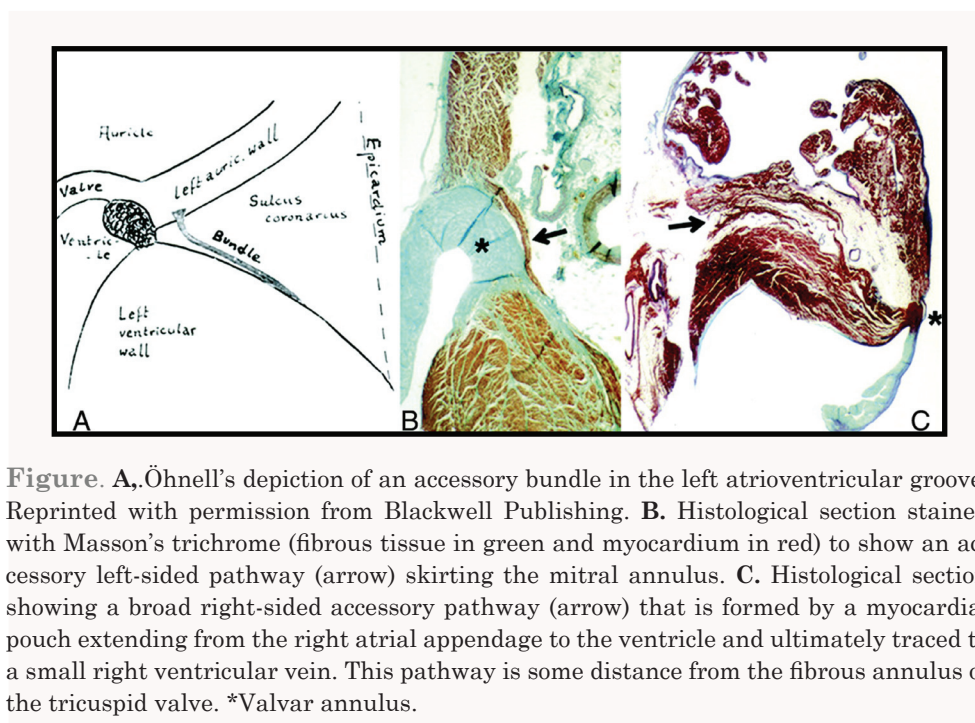 Auricle
Left auric. wall
Epicardium
Valve
Sulcus
coronarius
Ventric-
le
Bundle
Left
ventricular
wall
A
B
*
C
*
Figure. A,.Öhnell's depiction of an accessory bundle in the left atrioventricular groove
Reprinted with permission from Blackwell Publishing. B. Histological section staine
with Masson's trichrome (fibrous tissue in green and myocardium in red) to show an ac
cessory left-sided pathway (arrow) skirting the mitral annulus. C. Histological section
showing a broad right-sided accessory pathway (arrow) that is formed by a myocardia
pouch extending from the right atrial appendage to the ventricle and ultimately traced t
a small right ventricular vein. This pathway is some distance from the fibrous annulus o
the tricuspid valve. *Valvar annulus.